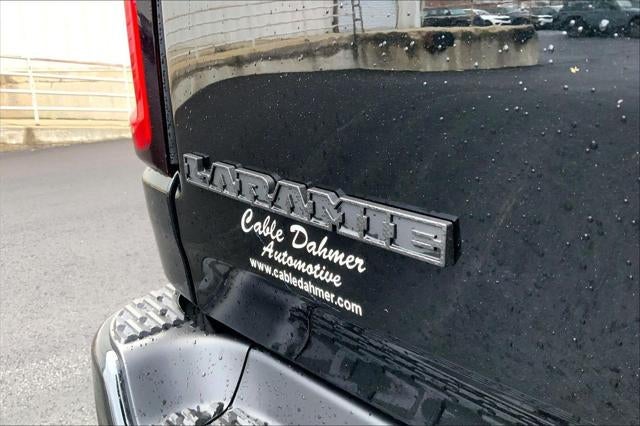 LARAMIE
Cable Dahmer
Automotive
www.cabledahmer.com